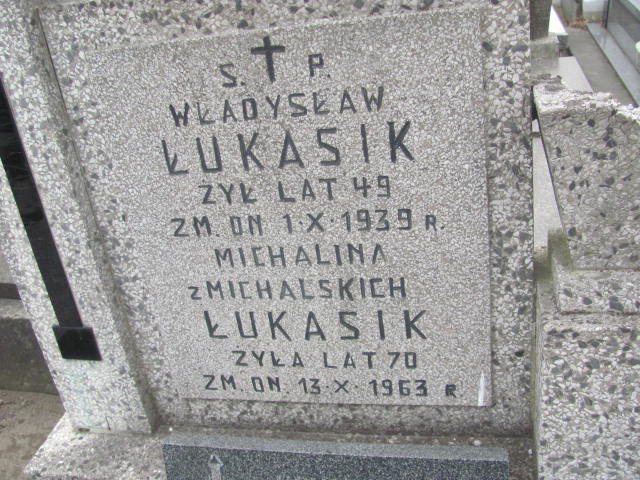 S. P.
WŁADYSŁAW
ŁUKASIK
ŻYŁ LAT 49
ZM. DN 1·X·1939 R.
MICHALINA
z MICHALSKICH
ŁUKASIK
ŻYŁA LAT 70
ZM. DN. 13·X·1963 R